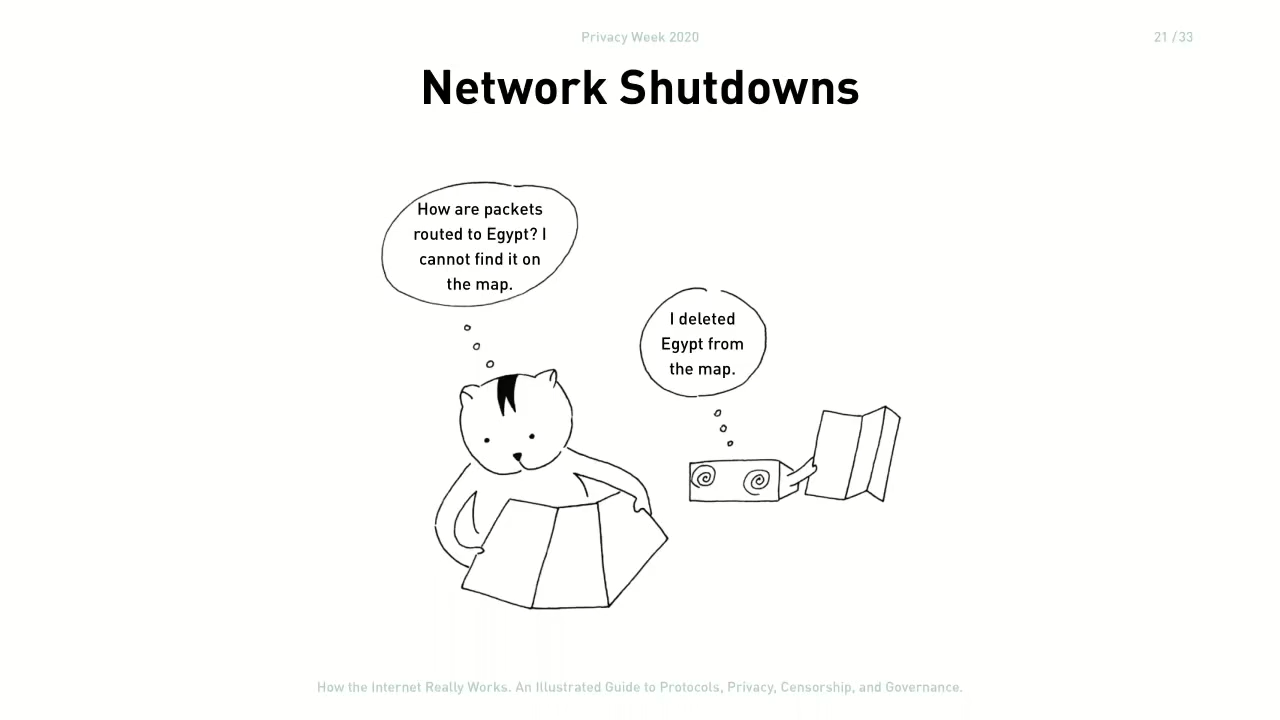 Privacy Week 2020
21 / 33
Network Shutdowns
How are packets
routed to Egypt? I
cannot find it on
the map.
I deleted
Egypt from
the map.
How the Internet Really Works. An Illustrated Guide to Protocols, Privacy, Censorship, and Governance.